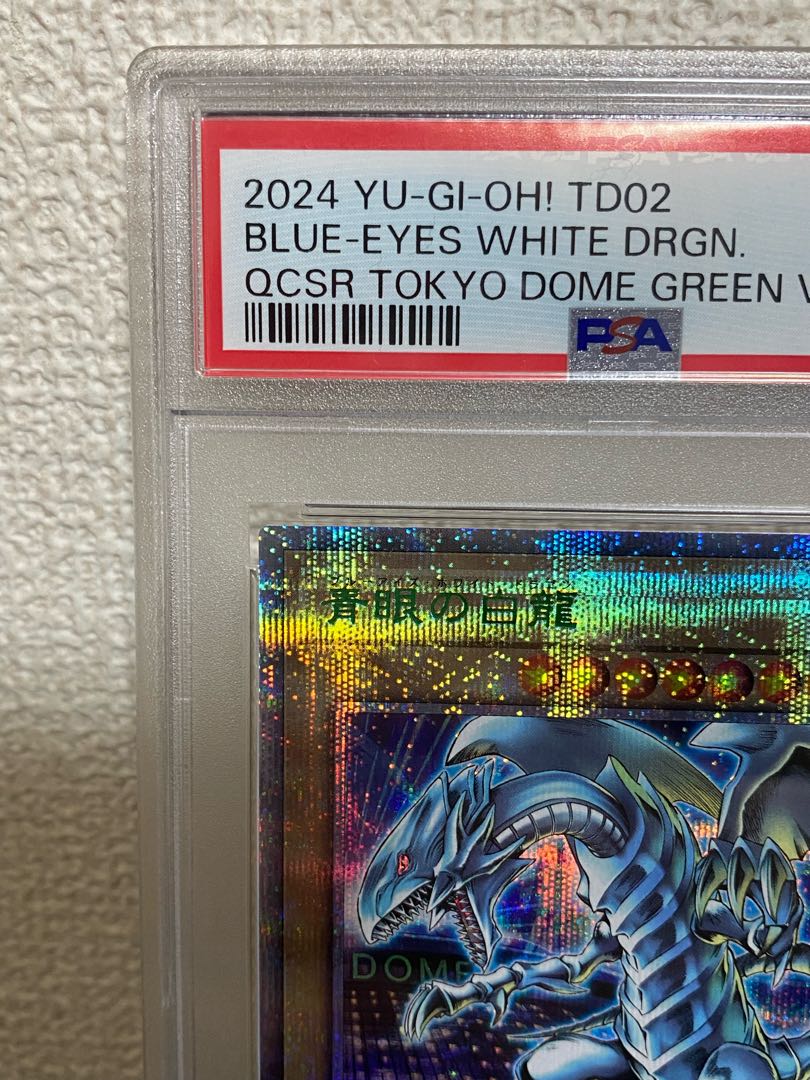 2024 YU-GI-OH! TD02
BLUE-EYES WHITE DRGN.
QCSR TOKYO DOME GREEN V
PSA
青眼の白龍
DOME